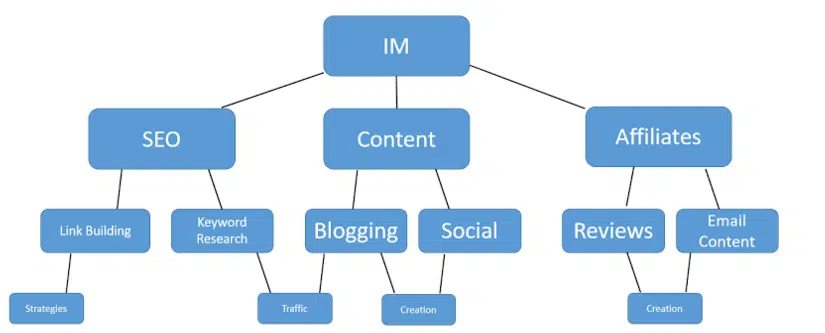 IM
SEO
Content
Affiliates
Link Building
Keyword
Research
Blogging
Social
Reviews
Email
Content
Strategies
Traffic
Creation
Creation